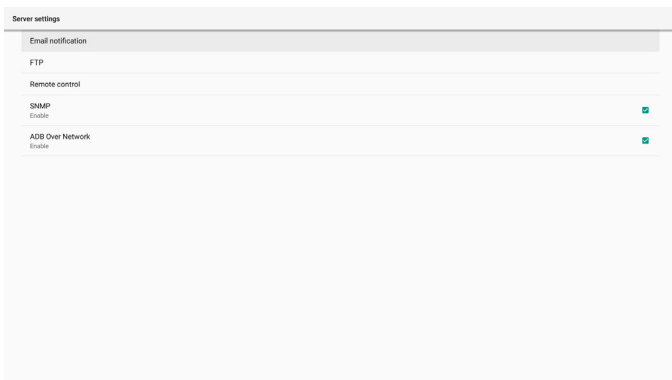 Server settings
Email notification
FTP
Remote control
SNMP
Enable
ADB Over Network
Enable